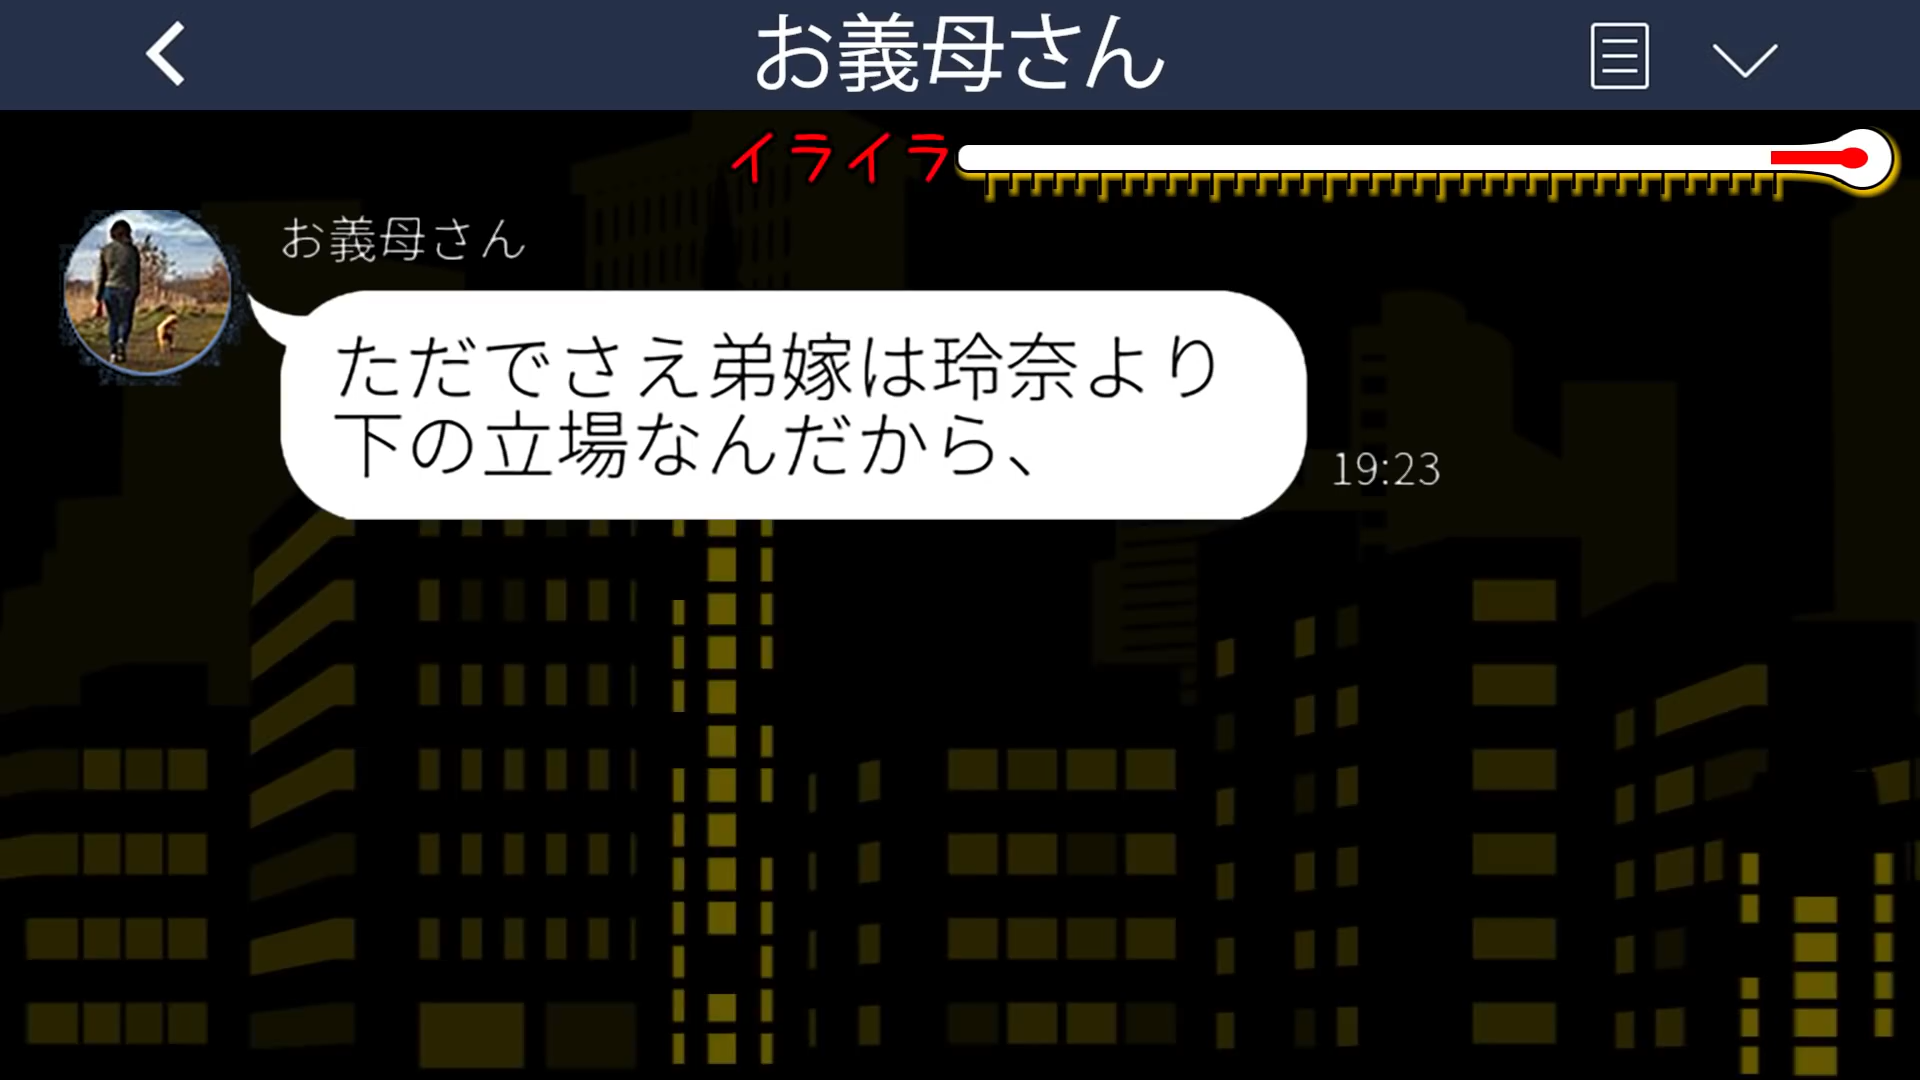 お義母さん
イライラ
お義母さん
ただでさえ弟嫁は玲奈より
下の立場なんだから、
19:23